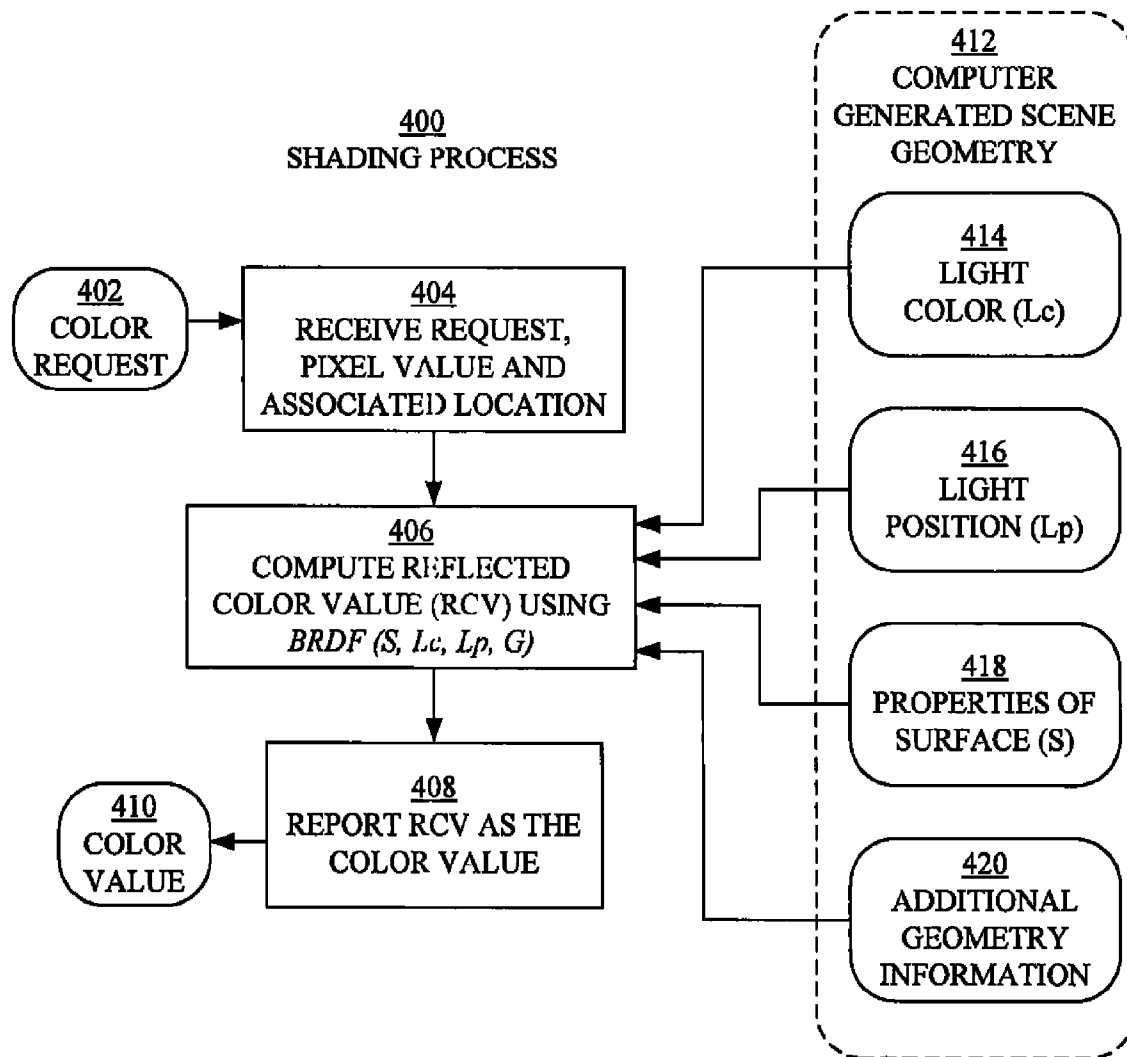 400
SHADING PROCESS
402
COLOR
REQUEST
404
RECEIVE REQUEST,
PIXEL VALUE AND
ASSOCIATED LOCATION
406
COMPUTE REFLECTED
COLOR VALUE (RCV) USING
BRDF (S, Lc, Lp, G)
408
REPORT RCV AS THE
COLOR VALUE
410
COLOR
VALUE
412
COMPUTER
GENERATED SCENE
GEOMETRY
414
LIGHT
COLOR (Lc)
416
LIGHT
POSITION (Lp)
418
PROPERTIES OF
SURFACE (S)
420
ADDITIONAL
GEOMETRY
INFORMATION